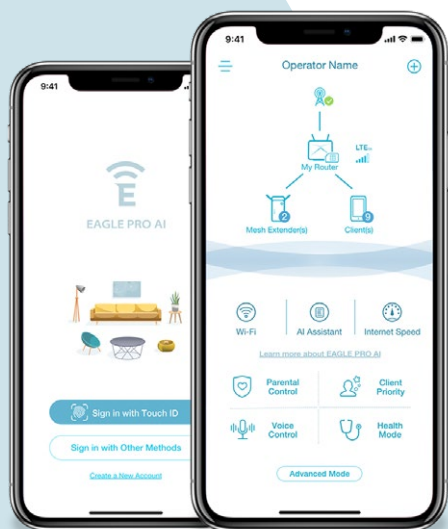 9:41
EAGLE PRO AI
Sign in with Touch ID
Sign in with Other Methods
Create a New Account
9:41
Operator Name
LTE
My Router
2
9
Mesh Extender(s)
Client(s)
Wi-Fi
AI Assistant
Internet Speed
Learn more about EAGLE PRO AI
Parental
Control
Client
Priority
Voice
Control
Health
Mode
Advanced Mode